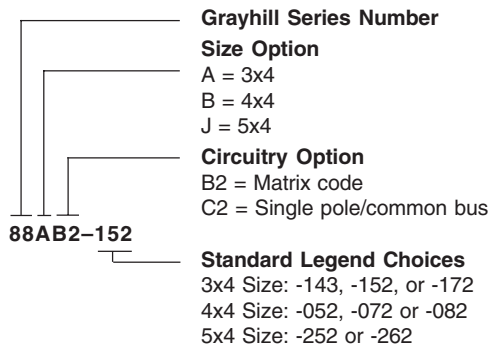 Grayhill Series Number
Size Option
A = 3x4
B = 4x4
J = 5x4
Circuitry Option
B2 = Matrix code
C2 = Single pole/common bus
88AB2–152
Standard Legend Choices
3x4 Size: -143, -152, or -172
4x4 Size: -052, -072 or -082
5x4 Size: -252 or -262